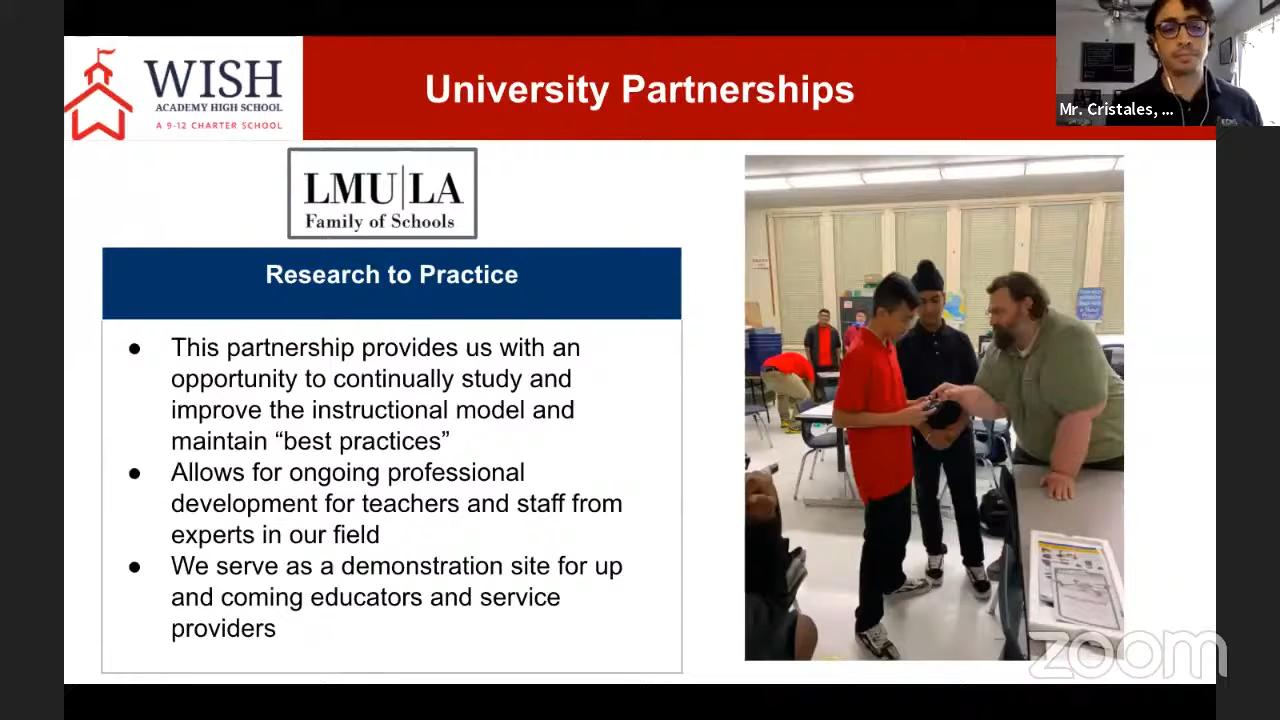 WISH
ACADEMY HIGH SCHOOL
A 9-12 CHARTER SCHOOL
University Partnerships
Mr. Cristales, ...
LMU|LA
Family of Schools
Research to Practice
● This partnership provides us with an
opportunity to continually study and
improve the instructional model and
maintain “best practices”
● Allows for ongoing professional
development for teachers and staff from
experts in our field
● We serve as a demonstration site for up
and coming educators and service
providers
zoom